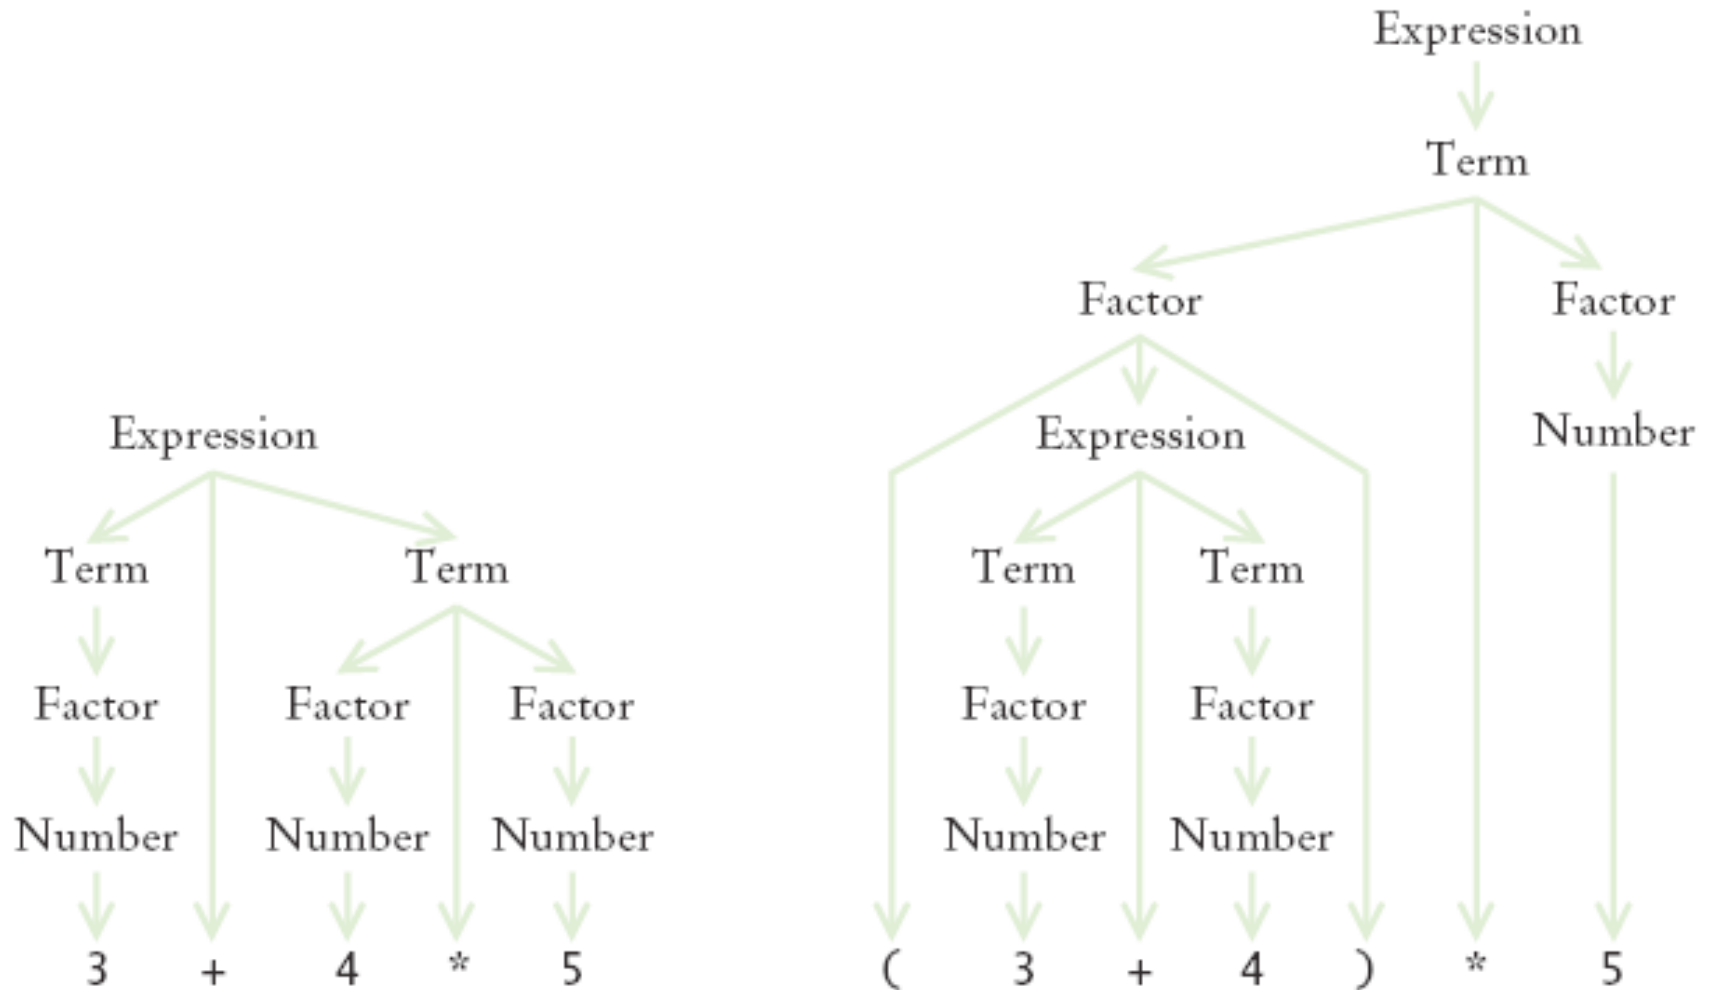 Expression
Term
Factor Factor
Expression Expression Number
Term Term Term Term
Factor Factor Factor Factor Factor
Number Number Number Number Number
3 + 4 * 5 ( 3 + 4 ) * 5